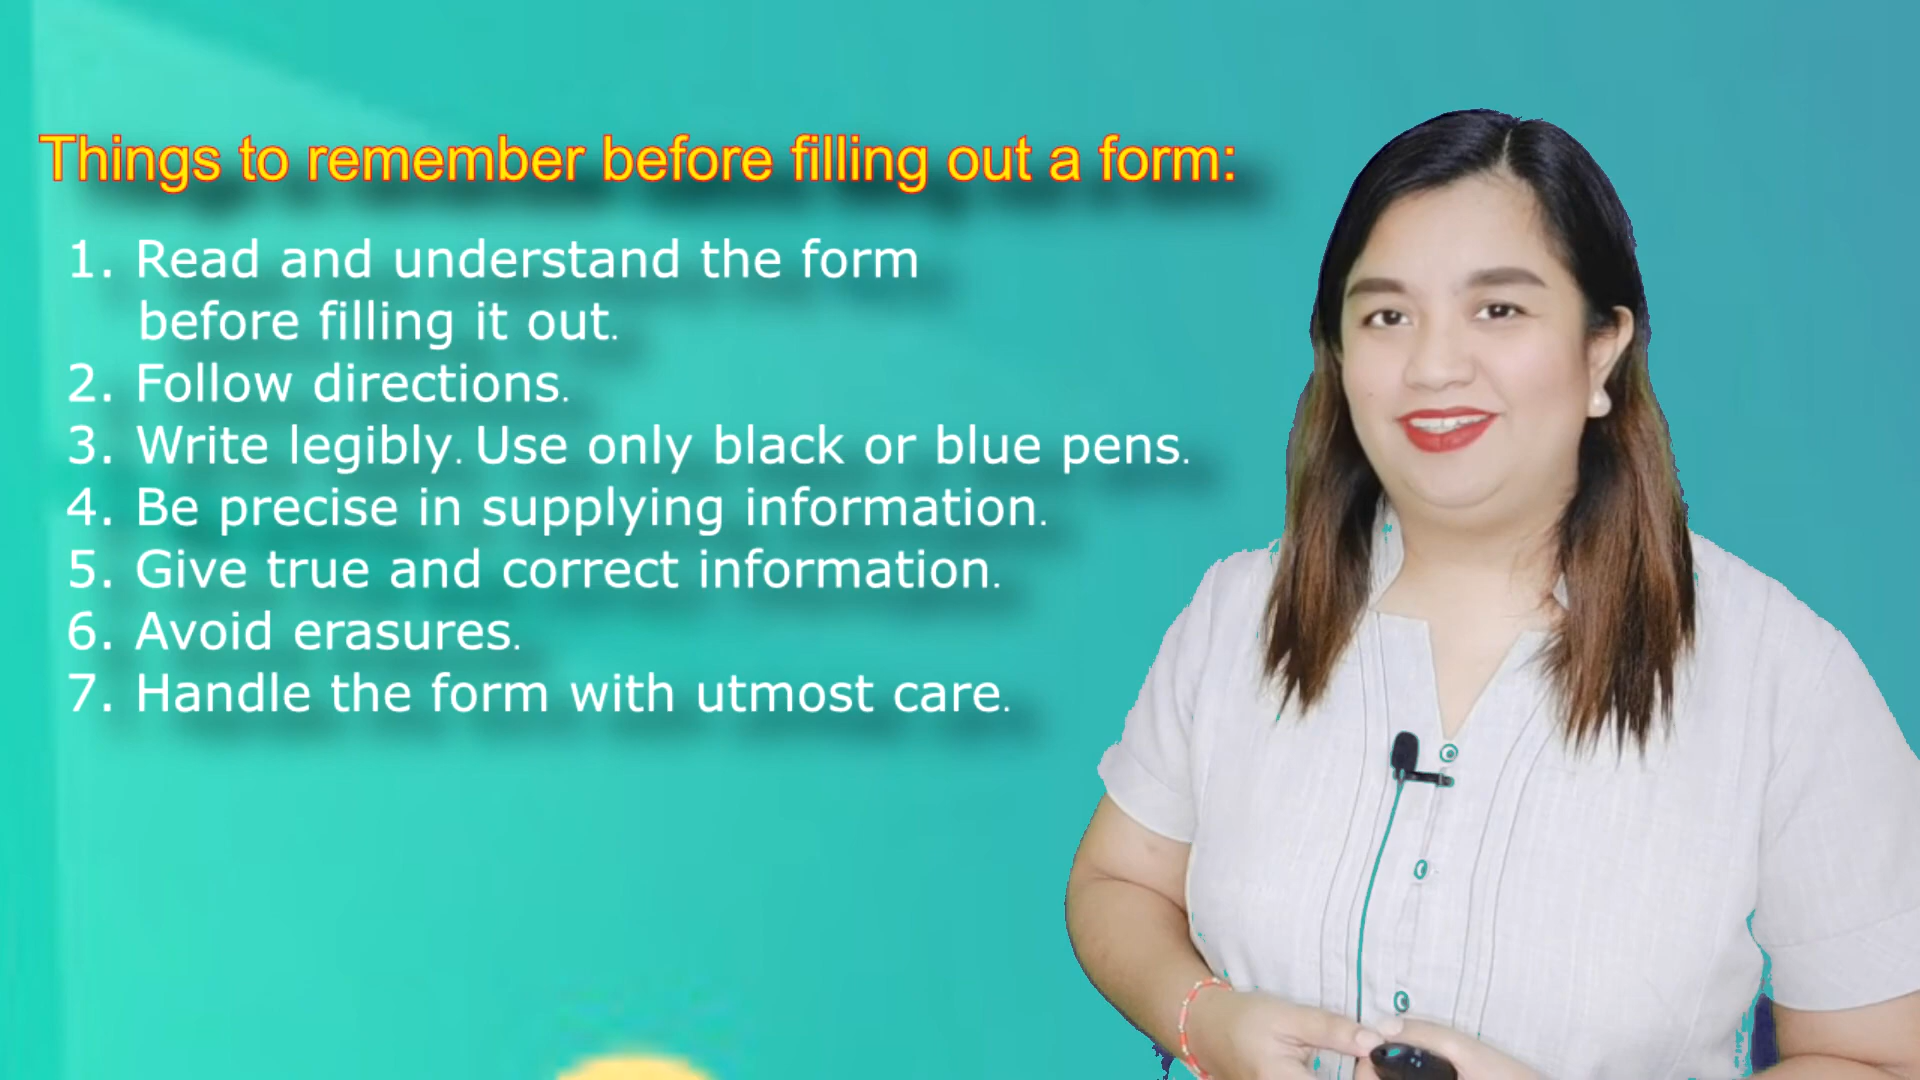 Things to remember before filling out a form:
1. Read and understand the form
before filling it out.
2. Follow directions.
3. Write legibly. Use only black or blue pens.
4. Be precise in supplying information.
5. Give true and correct information.
6. Avoid erasures.
7. Handle the form with utmost care.